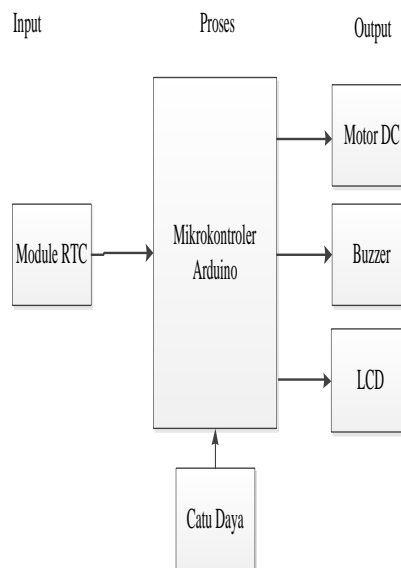 Input
Proses
Output
Module RTC
Mikrokontroler
Arduino
Motor DC
Buzzer
LCD
Catu Daya